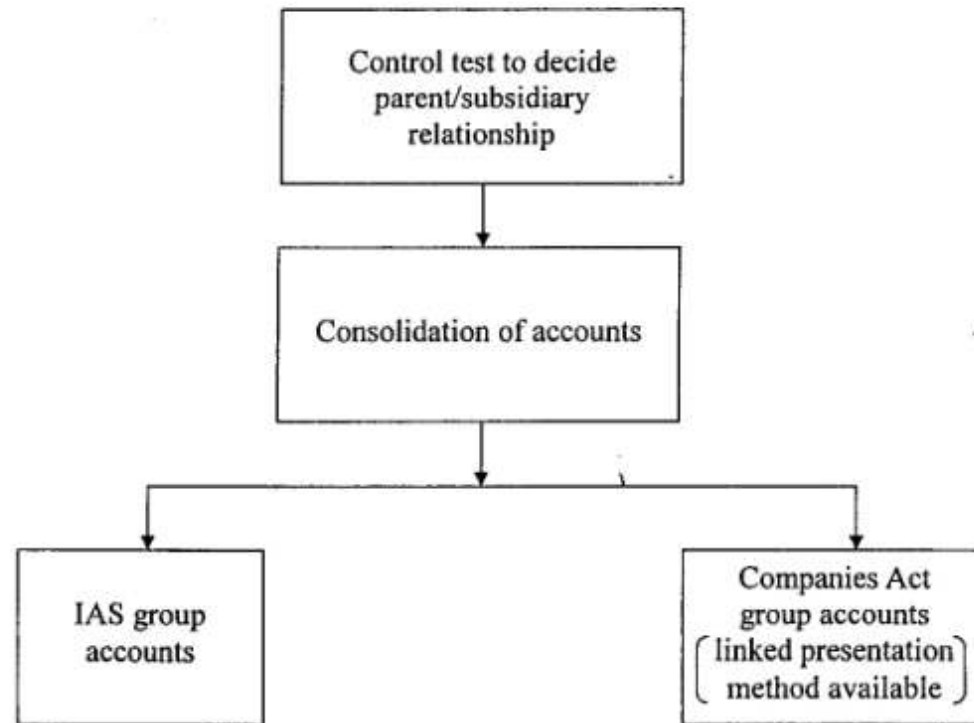 Control test to decide
parent/subsidiary
relationship
Consolidation of accounts
IAS group
accounts
Companies Act
group accounts
linked presentation
method available